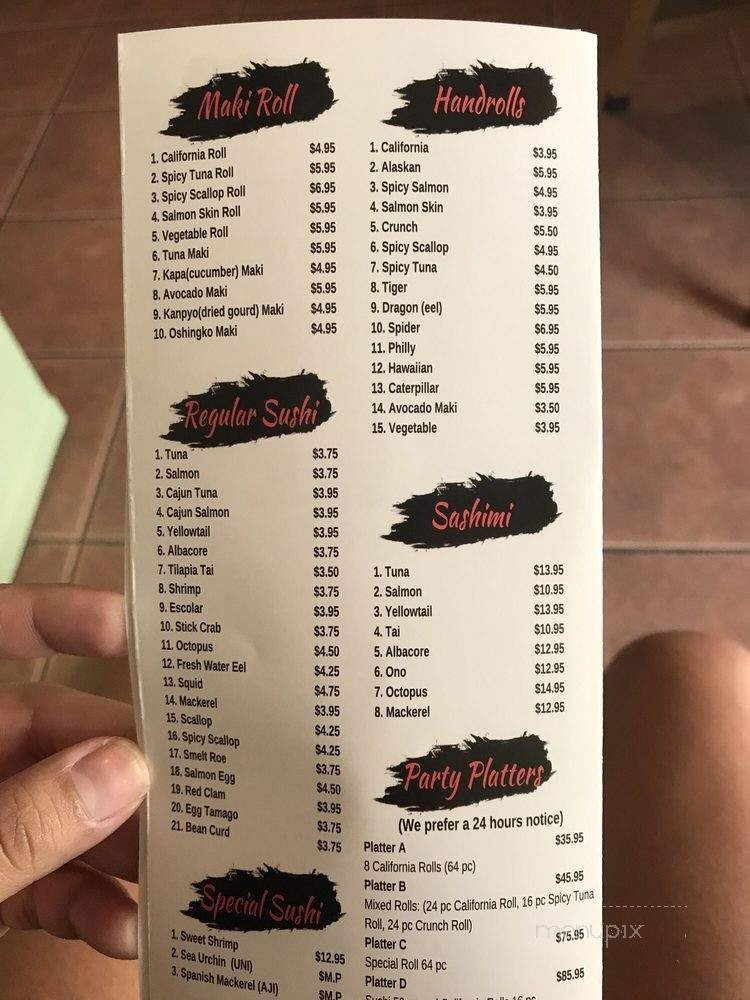 Maki Roll
1. California Roll $4.95
2. Spicy Tuna Roll $5.95
3. Spicy Scallop Roll $6.95
4. Salmon Skin Roll $5.95
5. Vegetable Roll $5.95
6. Tuna Maki $5.95
7. Kapa(cucumber) Maki $4.95
8. Avocado Maki $5.95
9. Kanpyo(dried gourd) Maki $4.95
10. Oshingko Maki $4.95
Regular Sushi
1. Tuna $3.75
2. Salmon $3.75
3. Cajun Tuna $3.95
4. Cajun Salmon $3.95
5. Yellowtail $3.95
6. Albacore $3.75
7. Tilapia Tai $3.50
8. Shrimp $3.75
9. Escolar $3.95
10. Stick Crab $3.75
11. Octopus $4.50
12. Fresh Water Eel $4.25
13. Squid $4.75
14. Mackerel $3.95
15. Scallop $4.25
16. Spicy Scallop $4.25
17. Smelt Roe $3.75
18. Salmon Egg $4.50
19. Red Clam $3.95
20. Egg Tamago $3.75
21. Bean Curd $3.75
Special Sushi
1. Sweet Shrimp $12.95
2. Sea Urchin (UNI) $M.P
3. Spanish Mackerel (AJI) $M.P
Handrolls
1. California $3.95
2. Alaskan $5.95
3. Spicy Salmon $4.95
4. Salmon Skin $3.95
5. Crunch $5.50
6. Spicy Scallop $4.95
7. Spicy Tuna $4.50
8. Tiger $5.95
9. Dragon (eel) $5.95
10. Spider $6.95
11. Philly $5.95
12. Hawaiian $5.95
13. Caterpillar $5.95
14. Avocado Maki $3.50
15. Vegetable $3.95
Sashimi
1. Tuna $13.95
2. Salmon $10.95
3. Yellowtail $13.95
4. Tai $10.95
5. Albacore $12.95
6. Ono $12.95
7. Octopus $14.95
8. Mackerel $12.95
Party Platters
(We prefer a 24 hours notice)
Platter A $35.95
8 California Rolls (64 pc)
Platter B $45.95
Mixed Rolls: (24 pc California Roll, 16 pc Spicy Tuna
Roll, 24 pc Crunch Roll)
Platter C $75.95
Special Roll 64 pc
Platter D $85.95
menupix